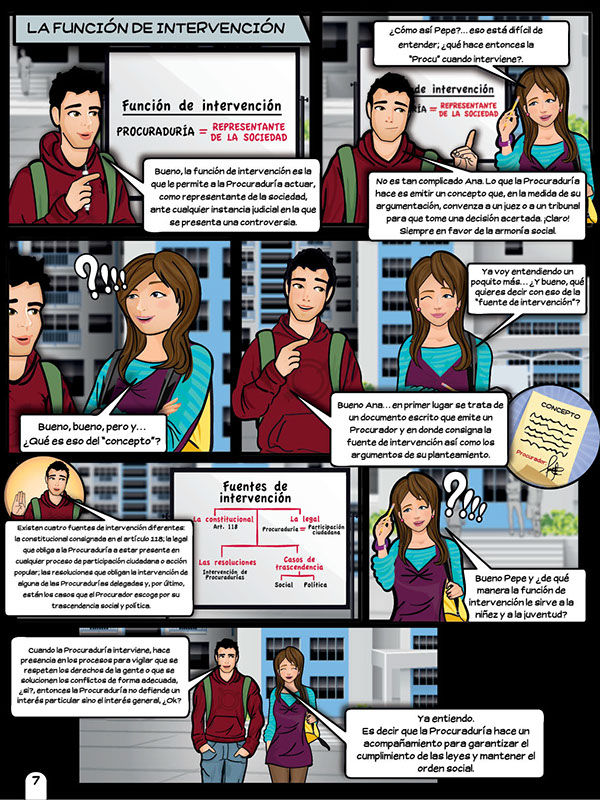 LA FUNCIÓN DE INTERVENCIÓN
Función de intervención
PROCURADURÍA = REPRESENTANTE
DE LA SOCIEDAD
Bueno, la función de intervención es la
que le permite a la Procuraduría actuar,
como representante de la sociedad,
ante cualquier instancia judicial en la que
se presenta una controversia.
¿Cómo así Pepe?... eso está difícil de
entender; ¿qué hace entonces la
"Procu" cuando interviene?.
de intervención
RÍA = REPRESENTANTE
DE LA SOCIEDAD
No es tan complicado Ana. Lo que la Procuraduría
hace es emitir un concepto que, en la medida de su
argumentación, convenza a un juez o a un tribunal
para que tome una decisión acertada. ¡Claro!
Siempre en favor de la armonía social.
?!!!
Bueno, bueno, pero y...
¿Qué es eso del "concepto"?
Ya voy entendiendo un
poquito más... ¿Y bueno, qué
quieres decir con eso de la
"fuente de intervención"?
Bueno Ana... en primer lugar se trata de
un documento escrito que emite un
Procurador y en donde consigna la
fuente de intervención así como los
argumentos de su planteamiento.
CONCEPTO
Procurador
Existen cuatro fuentes de intervención diferentes:
la constitucional consignada en el artículo 118; la legal
que obliga a la Procuraduría a estar presente en
cualquier proceso de participación ciudadana o acción
popular; las resoluciones que obligan la intervención de
alguna de las Procuradurías delegadas y, por último,
están los casos que el Procurador escoge por su
trascendencia social y política.
Fuentes de
intervención
La constitucional
Art. 118
La legal
Procuraduría = Participación
ciudadana
Las resoluciones
Intervención de
Procuradurías
Casos de
trascendencia
Social Política
?!!!
Bueno Pepe y ¿de qué
manera la función de
intervención le sirve a la
niñez y a la juventud?
Cuando la Procuraduría interviene, hace
presencia en los procesos para vigilar que se
respeten los derechos de la gente o que se
solucionen los conflictos de forma adecuada,
¿si?, entonces la Procuraduría no defiende un
interés particular sino el interés general, ¿Ok?
Ya entiendo.
Es decir que la Procuraduría hace un
acompañamiento para garantizar el
cumplimiento de las leyes y mantener el
orden social.
7